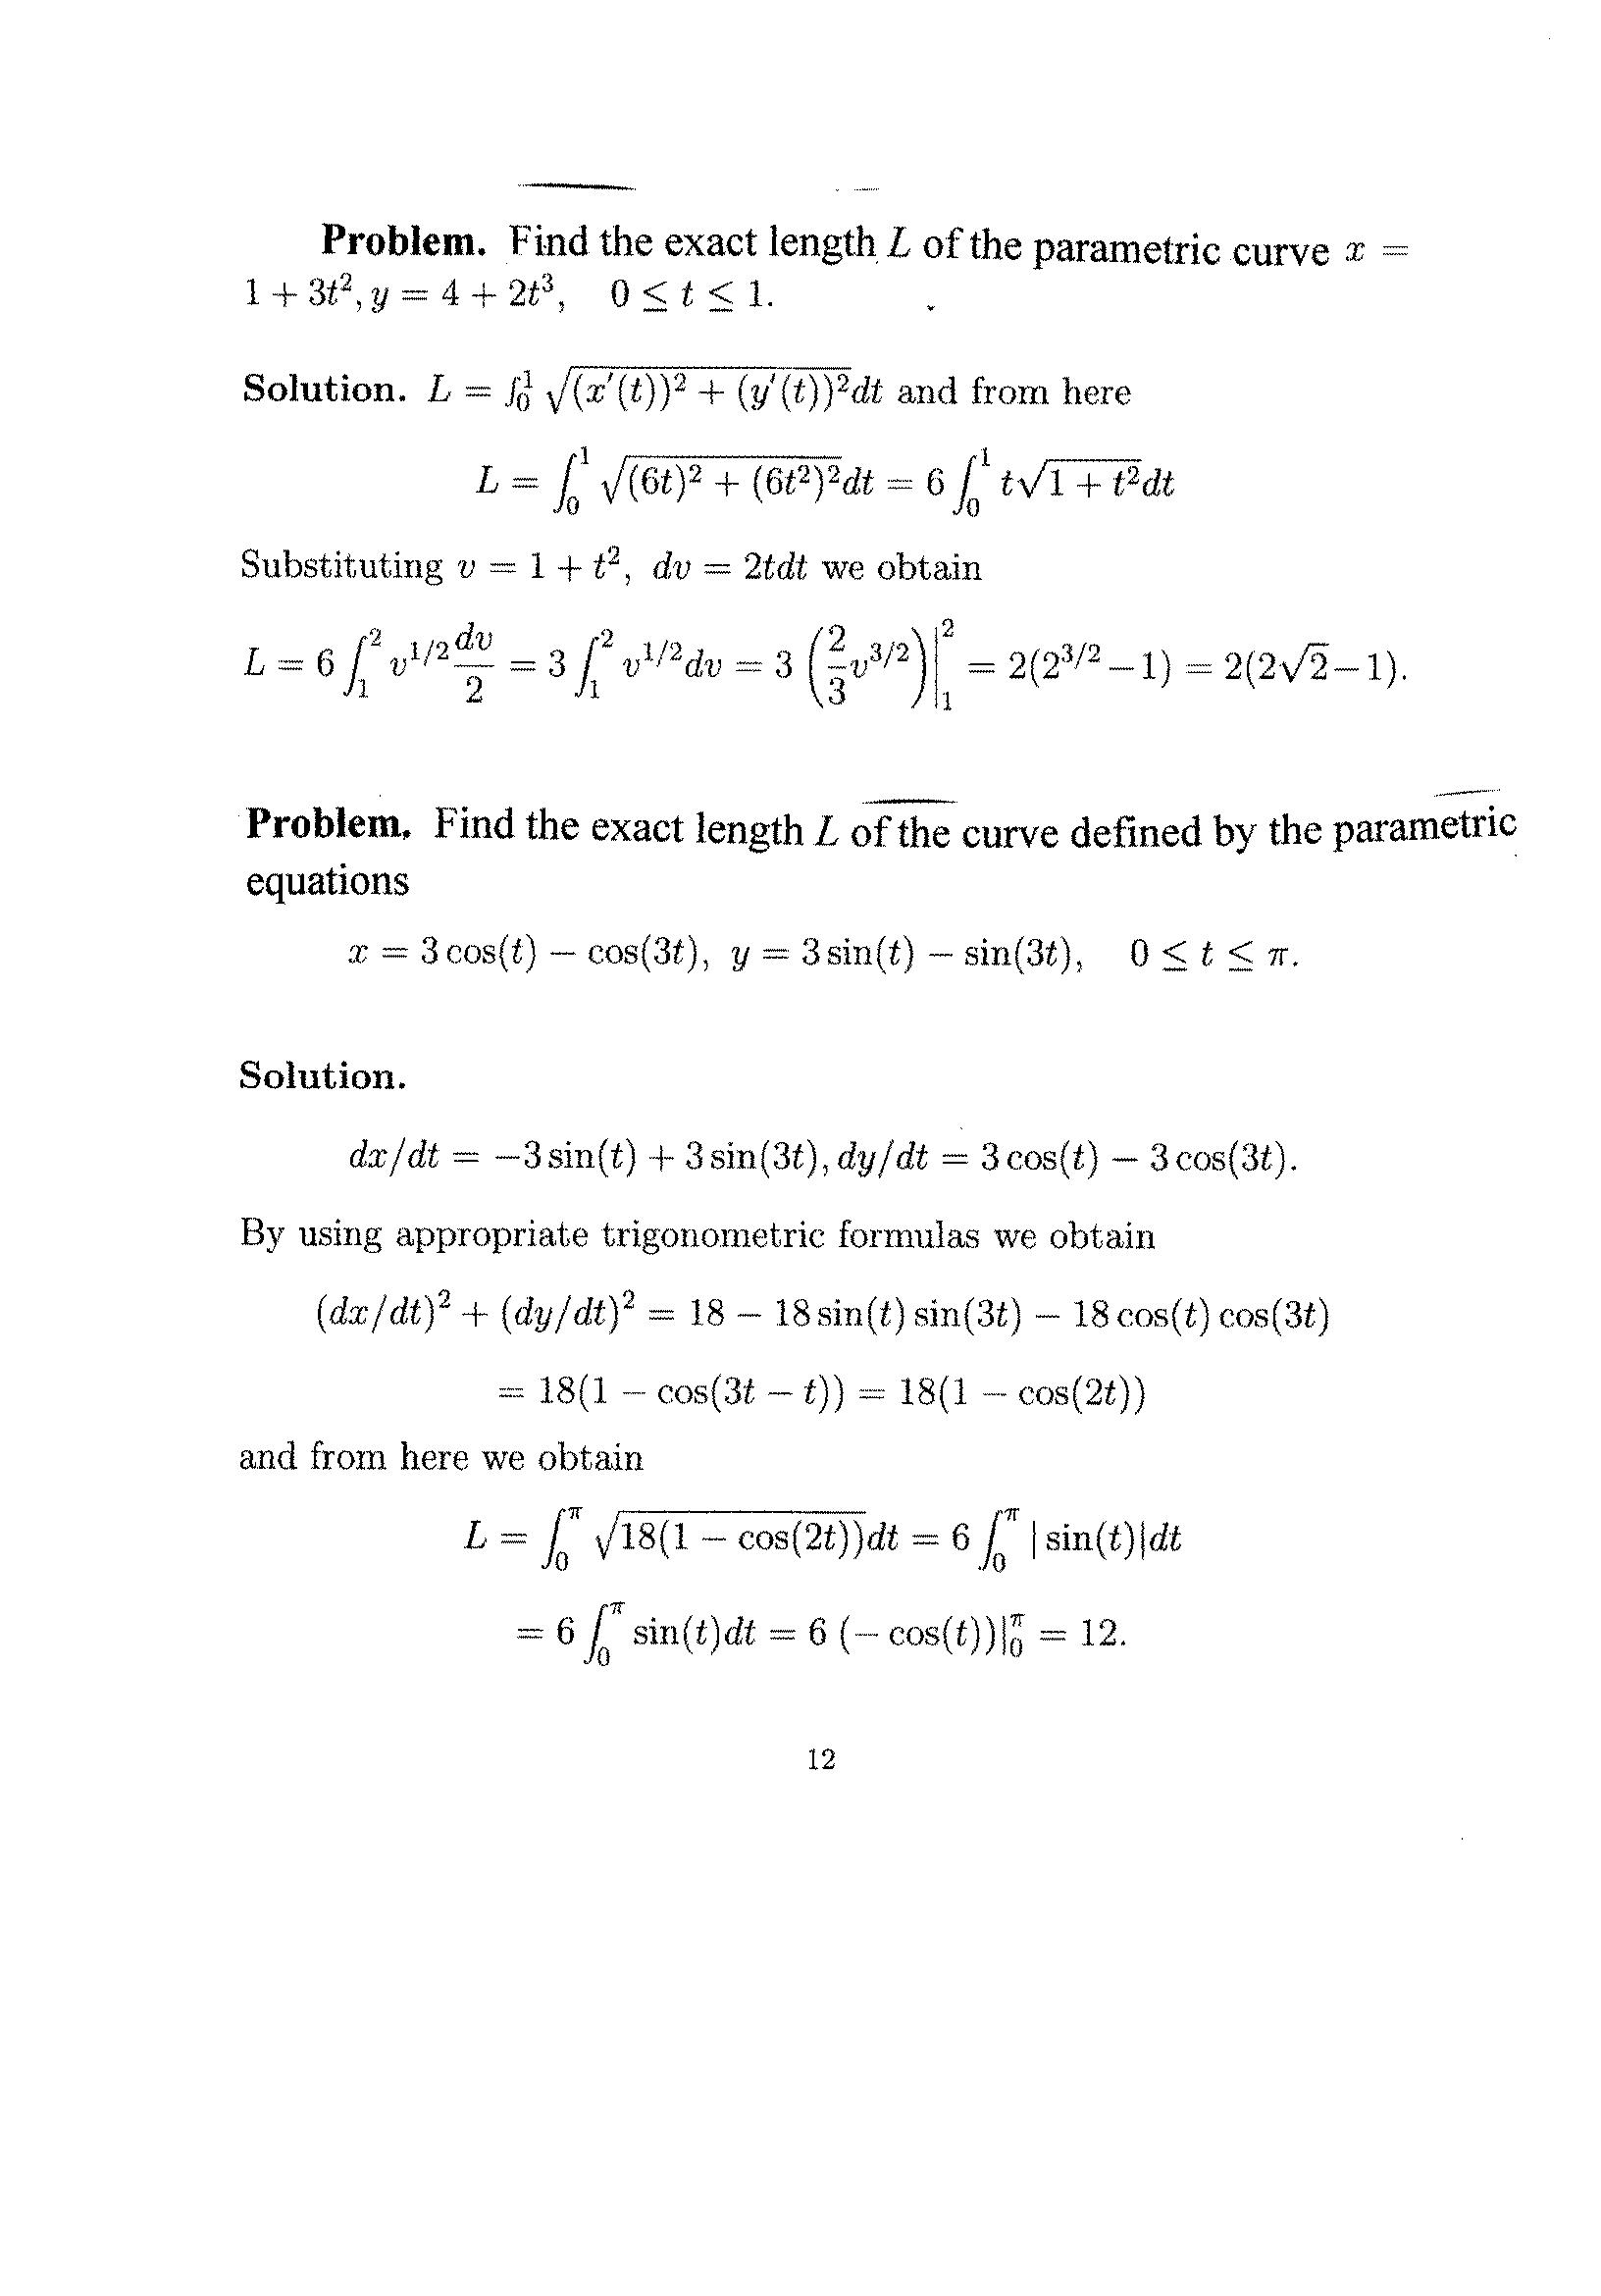 Problem. Find the exact length L of the parametric curve x =
1 + 3t², y = 4 + 2t³, 0 ≤ t ≤ 1.
Solution. L = ∫₀¹ √((x′(t))² + (y′(t))²)dt and from here
L = ∫₀¹ √((6t)² + (6t²)²)dt = 6 ∫₀¹ t√(1 + t²)dt
Substituting v = 1 + t², dv = 2tdt we obtain
L = 6 ∫₁² v^{1/2} dv/2 = 3 ∫₁² v^{1/2}dv = 3 (2/3 v^{3/2})|₁² = 2(2^{3/2} − 1) = 2(2√2 − 1).
Problem. Find the exact length L of the curve defined by the parametric
equations
x = 3 cos(t) − cos(3t), y = 3 sin(t) − sin(3t), 0 ≤ t ≤ π.
Solution.
dx/dt = −3 sin(t) + 3 sin(3t), dy/dt = 3 cos(t) − 3 cos(3t).
By using appropriate trigonometric formulas we obtain
(dx/dt)² + (dy/dt)² = 18 − 18 sin(t) sin(3t) − 18 cos(t) cos(3t)
= 18(1 − cos(3t − t)) = 18(1 − cos(2t))
and from here we obtain
L = ∫₀^π √(18(1 − cos(2t)))dt = 6 ∫₀^π | sin(t)|dt
= 6 ∫₀^π sin(t)dt = 6 (− cos(t))|₀^π = 12.
12